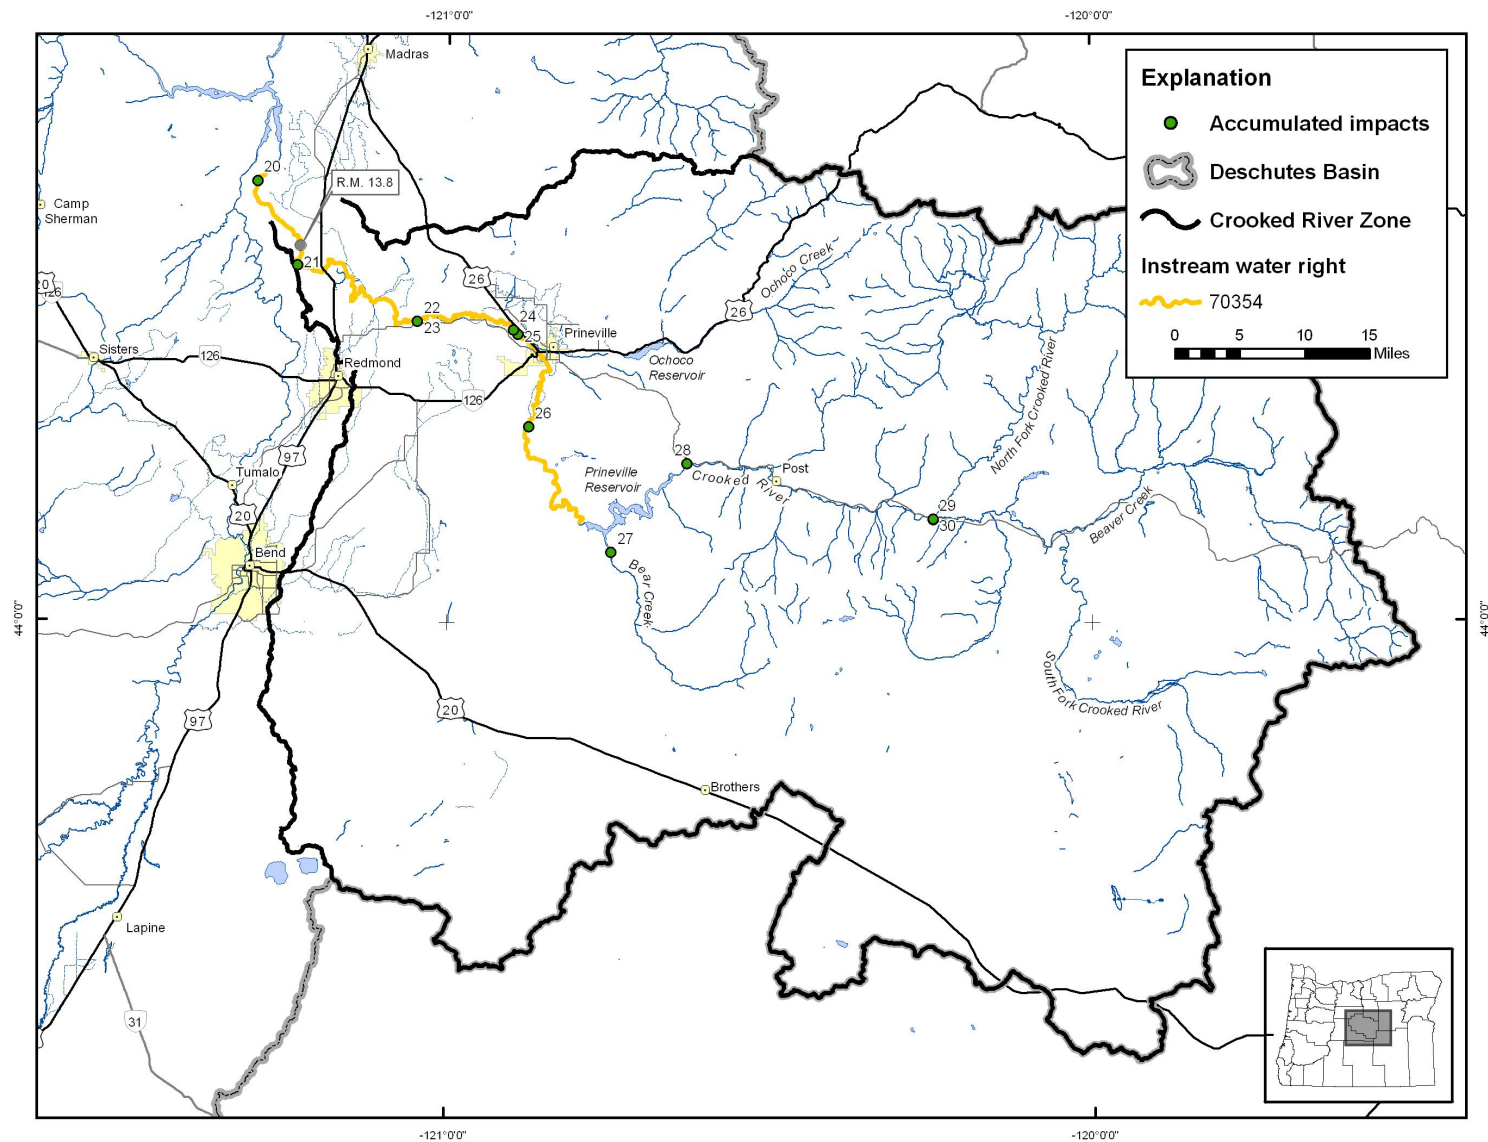 -121°0'0"
-120°0'0"
Madras
Explanation
Accumulated impacts
Deschutes Basin
Crooked River Zone
Instream water right
70354
0 5 10 15
Miles
20
R.M. 13.8
Camp
Sherman
21
26
Ochoco Creek
20
126
22
23
24
25
Prineville
26
Sisters
126
Redmond
Ochoco
Reservoir
126
North Fork Crooked River
26
97
Tumalo
28
Post
Prineville
Reservoir
Crooked River
20
29
30
Beaver Creek
27
Bend
Bear Creek
44°0'0"
44°0'0"
South Fork Crooked River
20
97
Brothers
Lapine
31
-121°0'0"
-120°0'0"